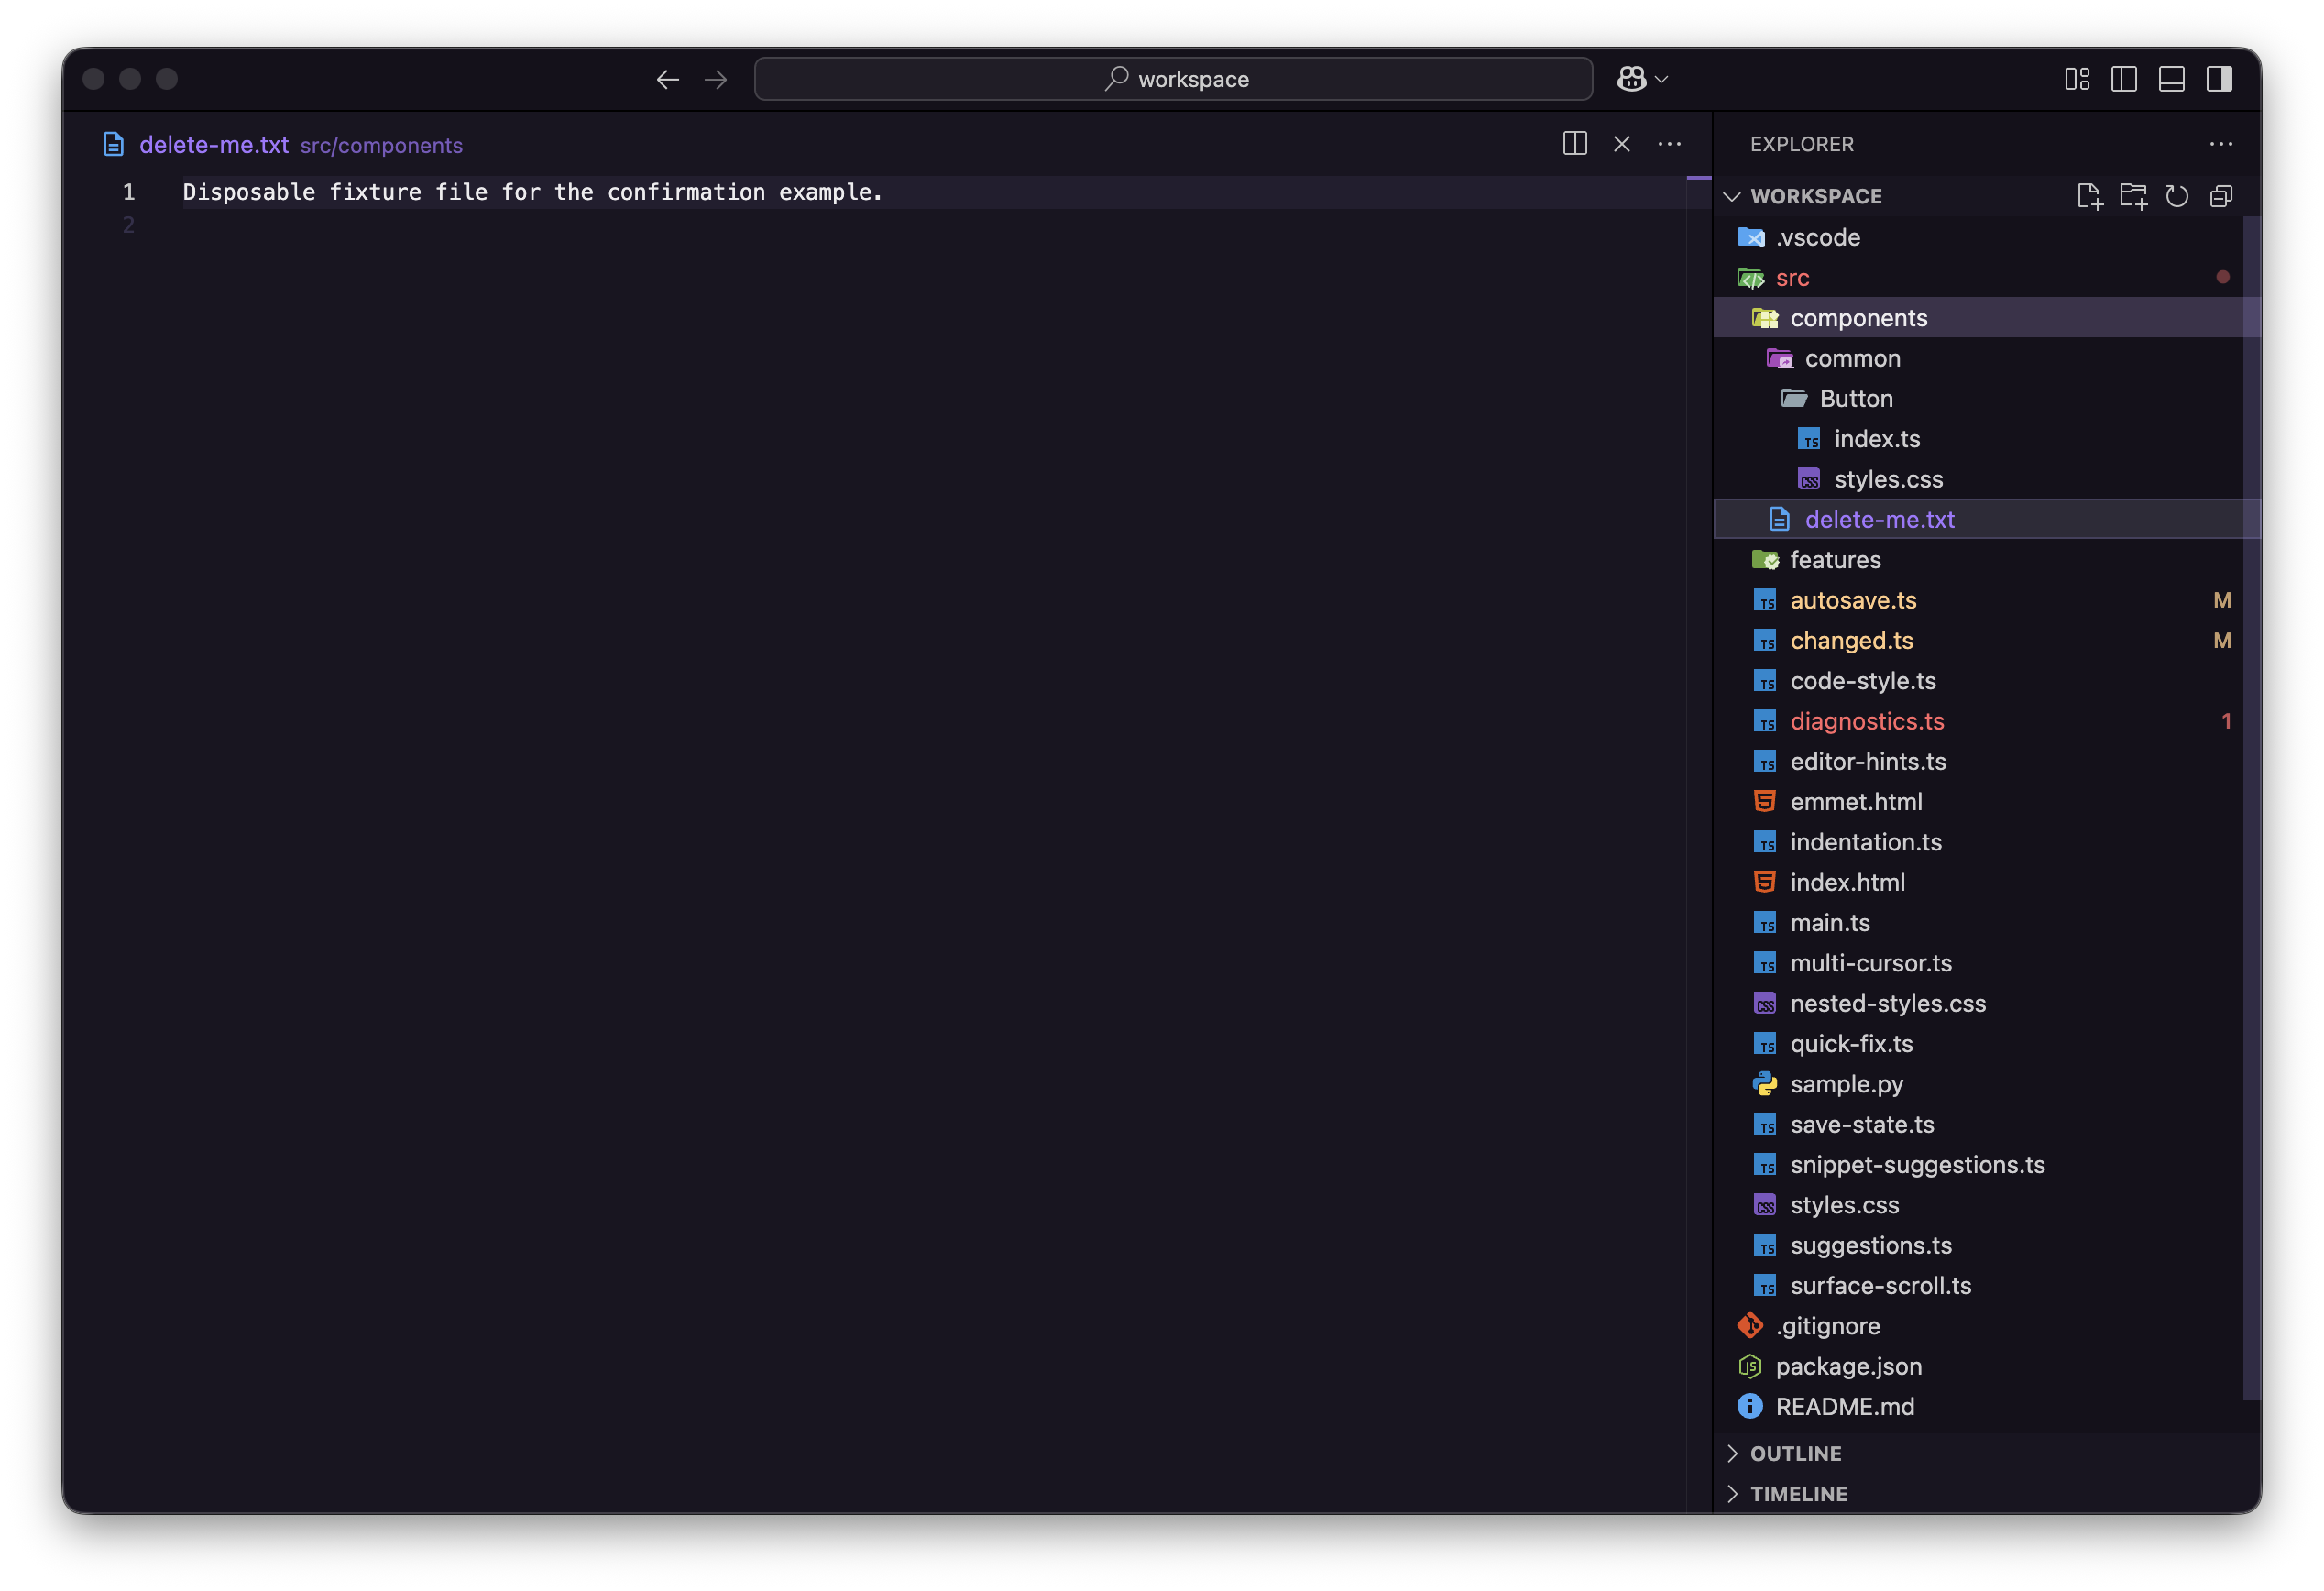 workspace
delete-me.txt src/components
1 Disposable fixture file for the confirmation example.
2
EXPLORER
WORKSPACE
.vscode
src
components
common
Button
index.ts
styles.css
delete-me.txt
features
autosave.ts M
changed.ts M
code-style.ts
diagnostics.ts 1
editor-hints.ts
emmet.html
indentation.ts
index.html
main.ts
multi-cursor.ts
nested-styles.css
quick-fix.ts
sample.py
save-state.ts
snippet-suggestions.ts
styles.css
suggestions.ts
surface-scroll.ts
.gitignore
package.json
README.md
OUTLINE
TIMELINE